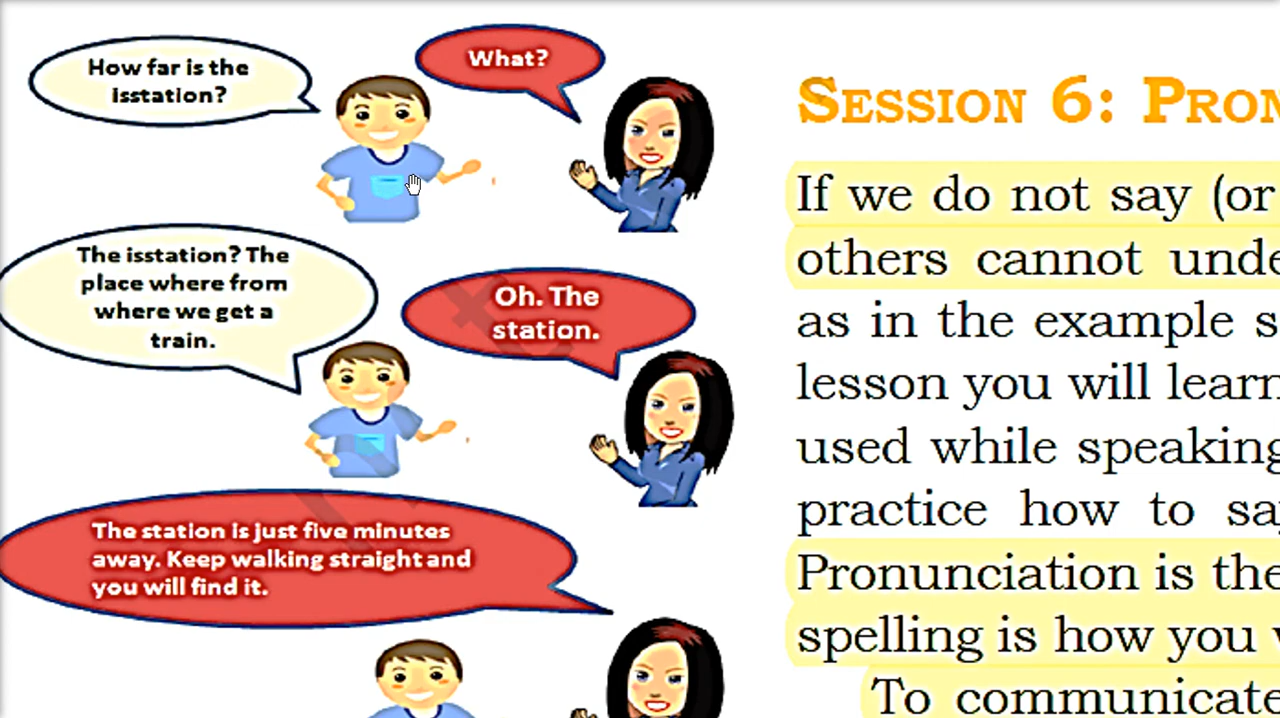 How far is the
isstation?
What?
The isstation? The
place where from
where we get a
train.
Oh. The
station.
The station is just five minutes
away. Keep walking straight and
you will find it.
SESSION 6: PRON
If we do not say (or
others cannot unde
as in the example s
lesson you will learn
used while speaking
practice how to sa
Pronunciation is the
spelling is how you
To communicate